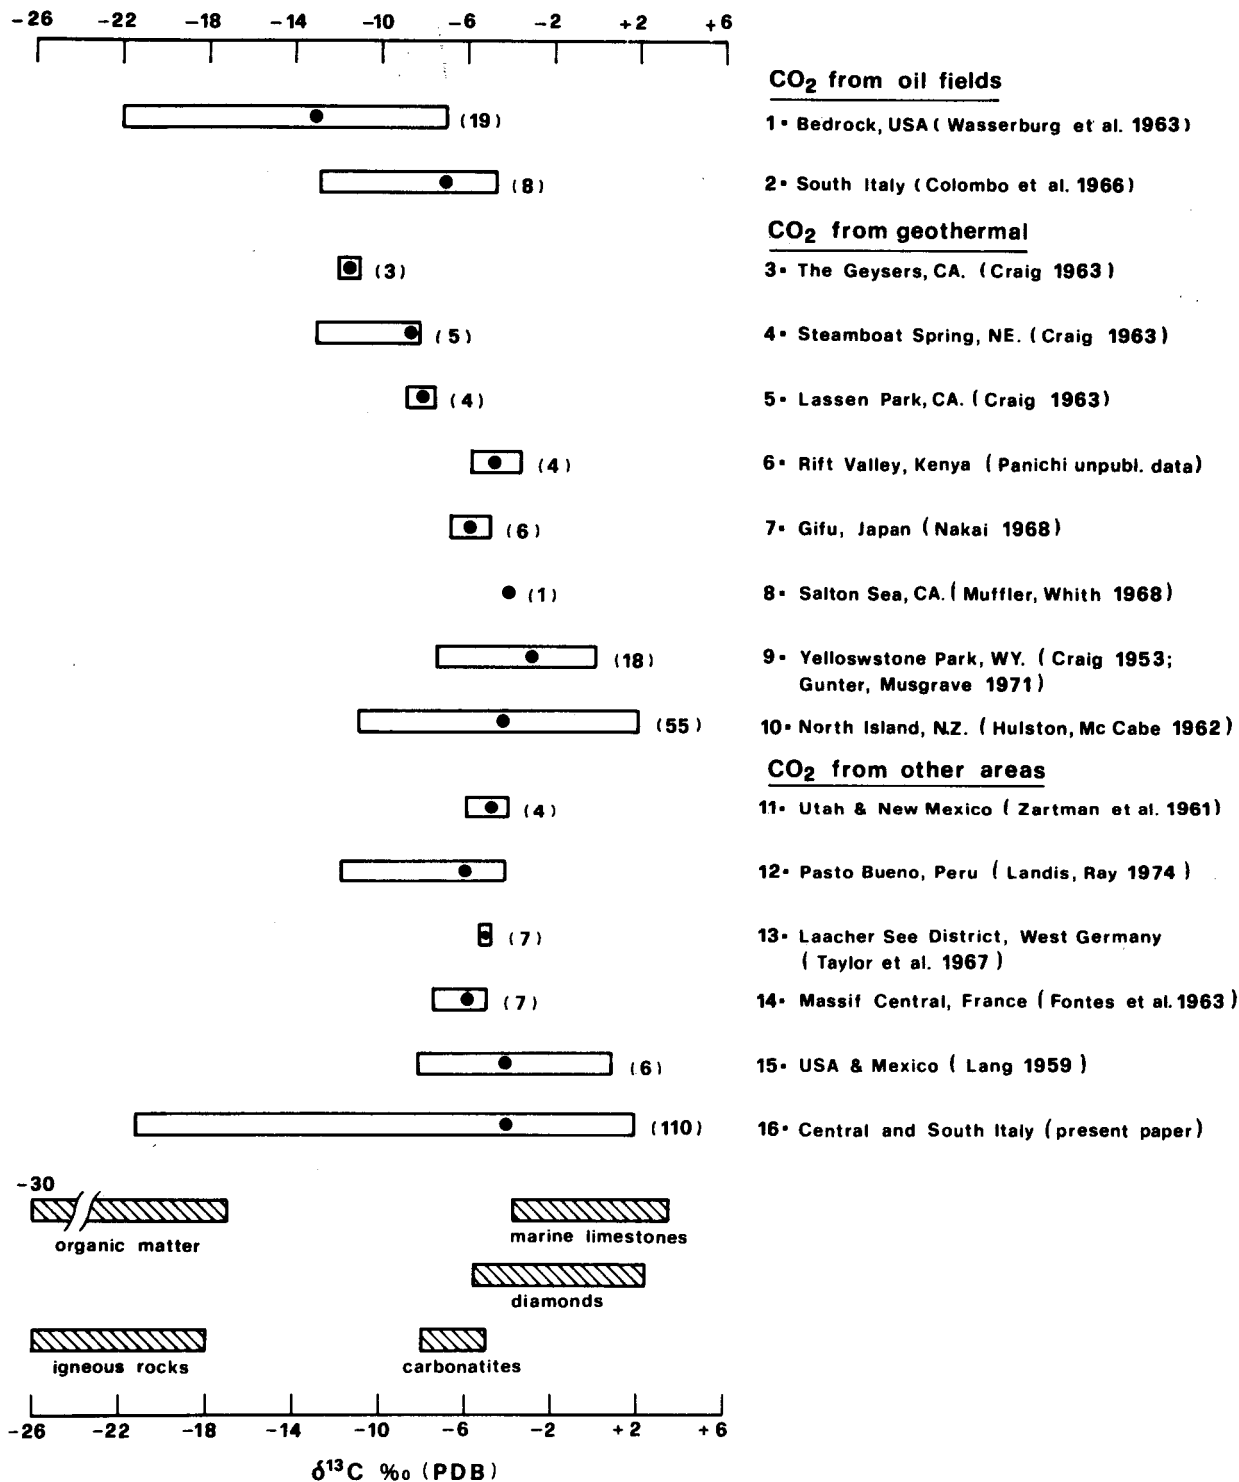 -26 -22 -18 -14 -10 -6 -2 +2 +6
CO2 from oil fields
(19) 1• Bedrock, USA (Wasserburg et al. 1963)
(8) 2• South Italy (Colombo et al. 1966)
CO2 from geothermal
(3) 3• The Geysers, CA. (Craig 1963)
(5) 4• Steamboat Spring, NE. (Craig 1963)
(4) 5• Lassen Park, CA. (Craig 1963)
(4) 6• Rift Valley, Kenya (Panichi unpubl. data)
(6) 7• Gifu, Japan (Nakai 1968)
(1) 8• Salton Sea, CA. (Muffler, Whith 1968)
(18) 9• Yelloswstone Park, WY. (Craig 1953;
Gunter, Musgrave 1971)
(55) 10• North Island, N.Z. (Hulston, Mc Cabe 1962)
CO2 from other areas
(4) 11• Utah & New Mexico (Zartman et al. 1961)
(7) 12• Pasto Bueno, Peru (Landis, Ray 1974)
(7) 13• Laacher See District, West Germany
(Taylor et al. 1967)
(7) 14• Massif Central, France (Fontes et al. 1963)
(6) 15• USA & Mexico (Lang 1959)
(110) 16• Central and South Italy (present paper)
-30
organic matter
marine limestones
diamonds
igneous rocks
carbonatites
-26 -22 -18 -14 -10 -6 -2 +2 +6
δ13C ‰ (PDB)